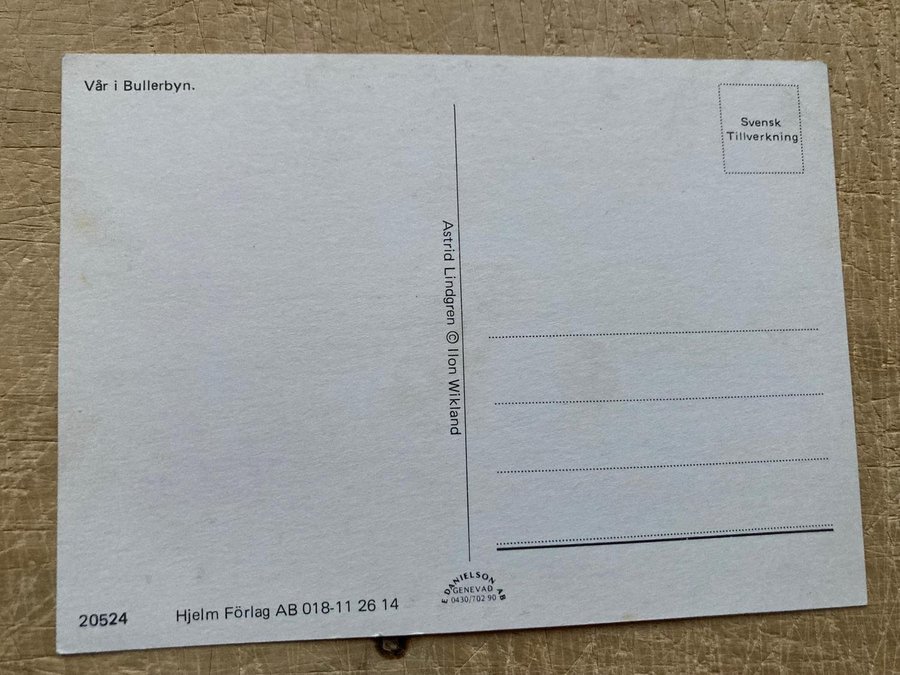 Vår i Bullerbyn.
Svensk
Tillverkning
Astrid Lindgren © Ilon Wikland
20524
Hjelm Förlag AB 018-11 26 14
E DANIELSON AB
GENEVAD
0430/702 90